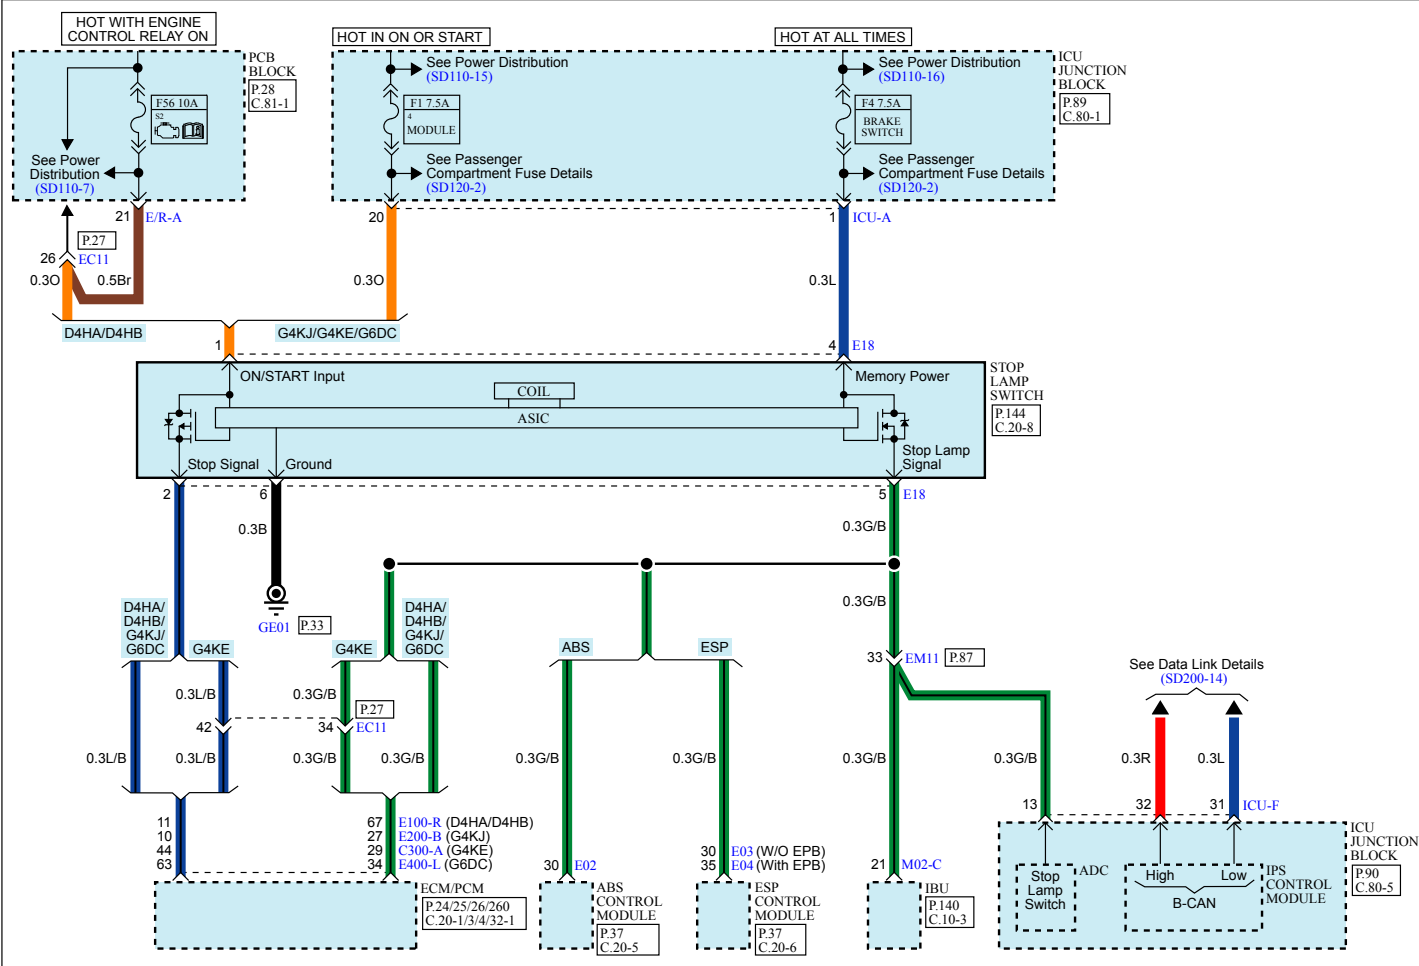 HOT WITH ENGINE
CONTROL RELAY ON
HOT IN ON OR START
HOT AT ALL TIMES
PCB
BLOCK
P.28
C.81-1
F56 10A
S2
See Power
Distribution
(SD110-7)
See Power Distribution
(SD110-15)
F1 7.5A
4
MODULE
See Passenger
Compartment Fuse Details
(SD120-2)
See Power Distribution
(SD110-16)
F4 7.5A
BRAKE
SWITCH
See Passenger
Compartment Fuse Details
(SD120-2)
ICU
JUNCTION
BLOCK
P.89
C.80-1
21 E/R-A
20
1 ICU-A
P.27
26 EC11
0.3O
0.5Br
0.3O
0.3L
D4HA/D4HB
G4KJ/G4KE/G6DC
1
4 E18
ON/START Input
Memory Power
COIL
ASIC
STOP
LAMP
SWITCH
P.144
C.20-8
Stop Signal
Ground
Stop Lamp
Signal
2
6
5 E18
0.3B
0.3G/B
GE01 P.33
0.3G/B
D4HA/
D4HB/
G4KJ/
G6DC
G4KE
G4KE
D4HA/
D4HB/
G4KJ/
G6DC
ABS
ESP
33 EM11 P.87
See Data Link Details
(SD200-14)
0.3L/B
0.3G/B
P.27
42
34 EC11
0.3L/B
0.3L/B
0.3G/B
0.3G/B
0.3G/B
0.3G/B
0.3G/B
0.3G/B
0.3R
0.3L
13
32
31 ICU-F
11
10
44
63
67 E100-R (D4HA/D4HB)
27 E200-B (G4KJ)
29 C300-A (G4KE)
34 E400-L (G6DC)
30 E02
30 E03 (W/O EPB)
35 E04 (With EPB)
21 M02-C
ECM/PCM
P.24/25/26/260
C.20-1/3/4/32-1
ABS
CONTROL
MODULE
P.37
C.20-5
ESP
CONTROL
MODULE
P.37
C.20-6
IBU
P.140
C.10-3
Stop
Lamp
Switch
ADC
High
Low
B-CAN
IPS
CONTROL
MODULE
ICU
JUNCTION
BLOCK
P.90
C.80-5